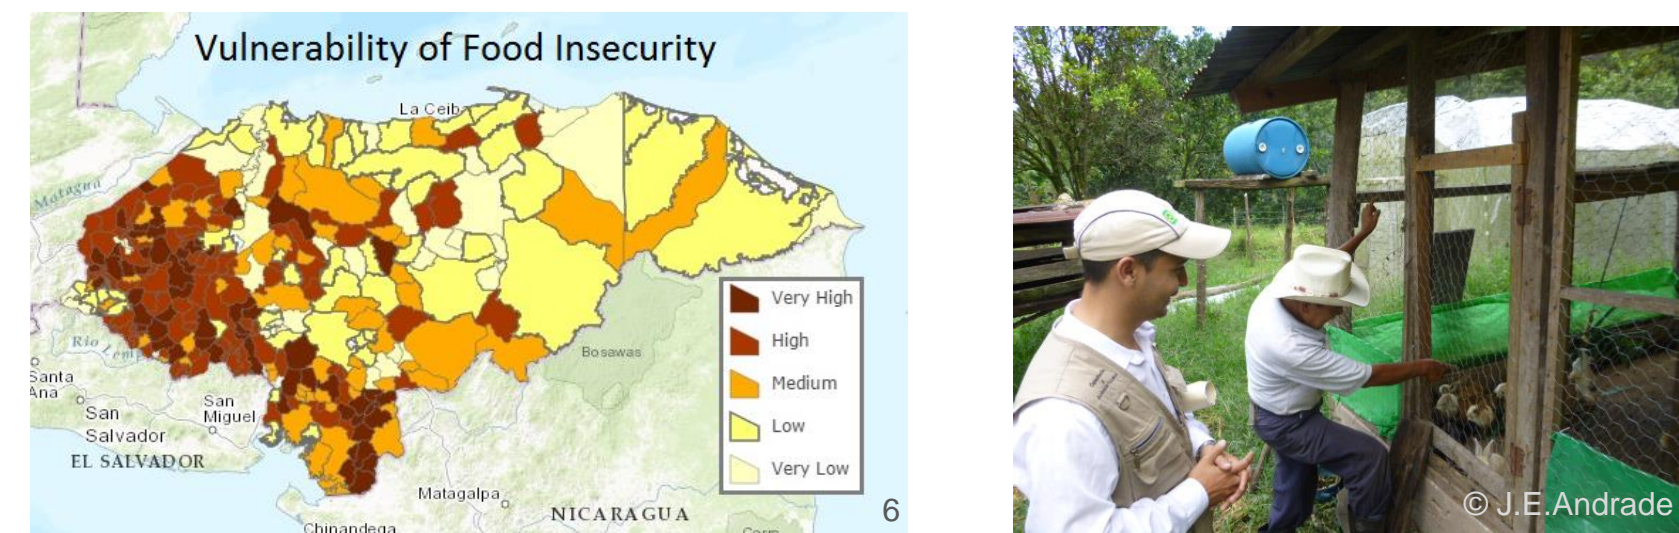 Vulnerability of Food Insecurity
La Ceib
Matagua
Very High
High
Medium
Low
Very Low
Bosawas
Rio Lemp
Santa
Ana
San
Salvador
San
Miguel
EL SALVADOR
Matagalpa
NICARAGUA
Chinandega
6
© J.E.Andrade